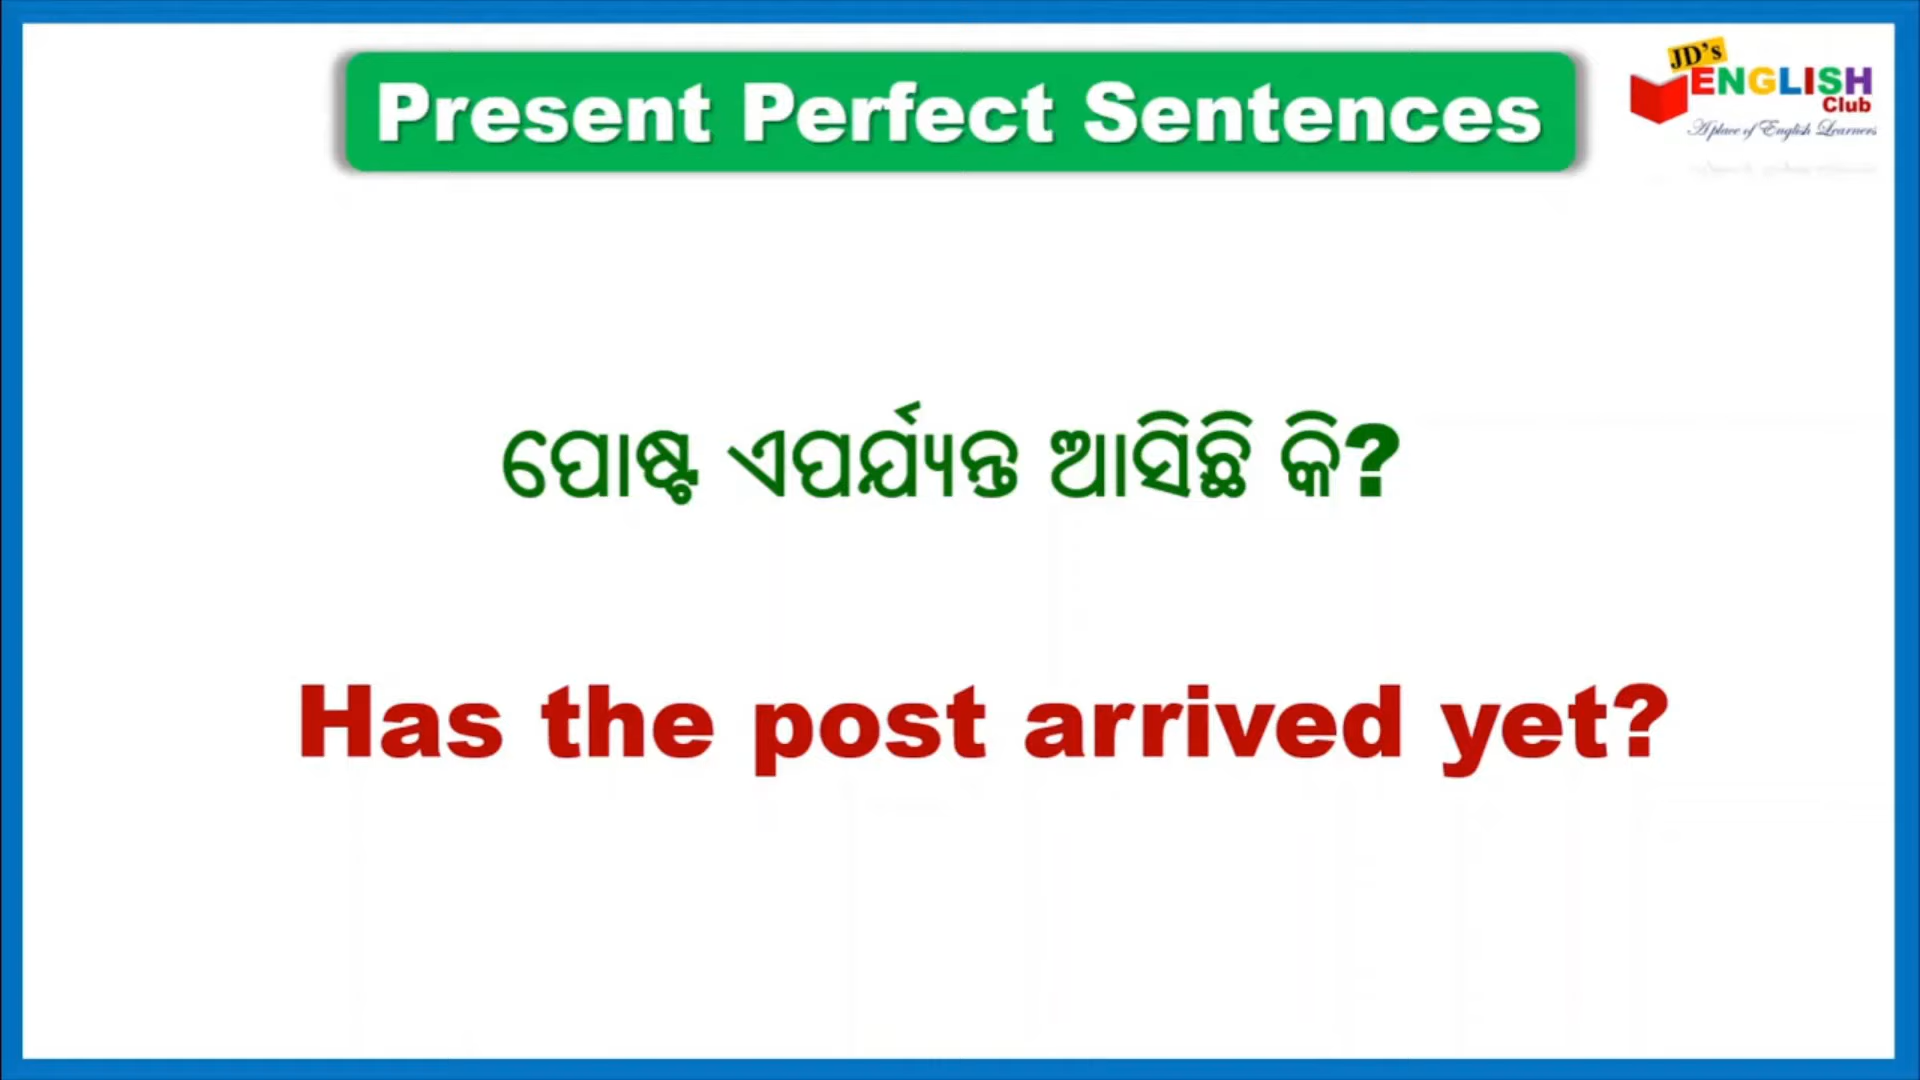 Present Perfect Sentences
JD's
ENGLISH
Club
A place of English Learners
ପୋଷ୍ଟ ଏପର୍ଯ୍ୟନ୍ତ ଆସିଛି କି?
Has the post arrived yet?